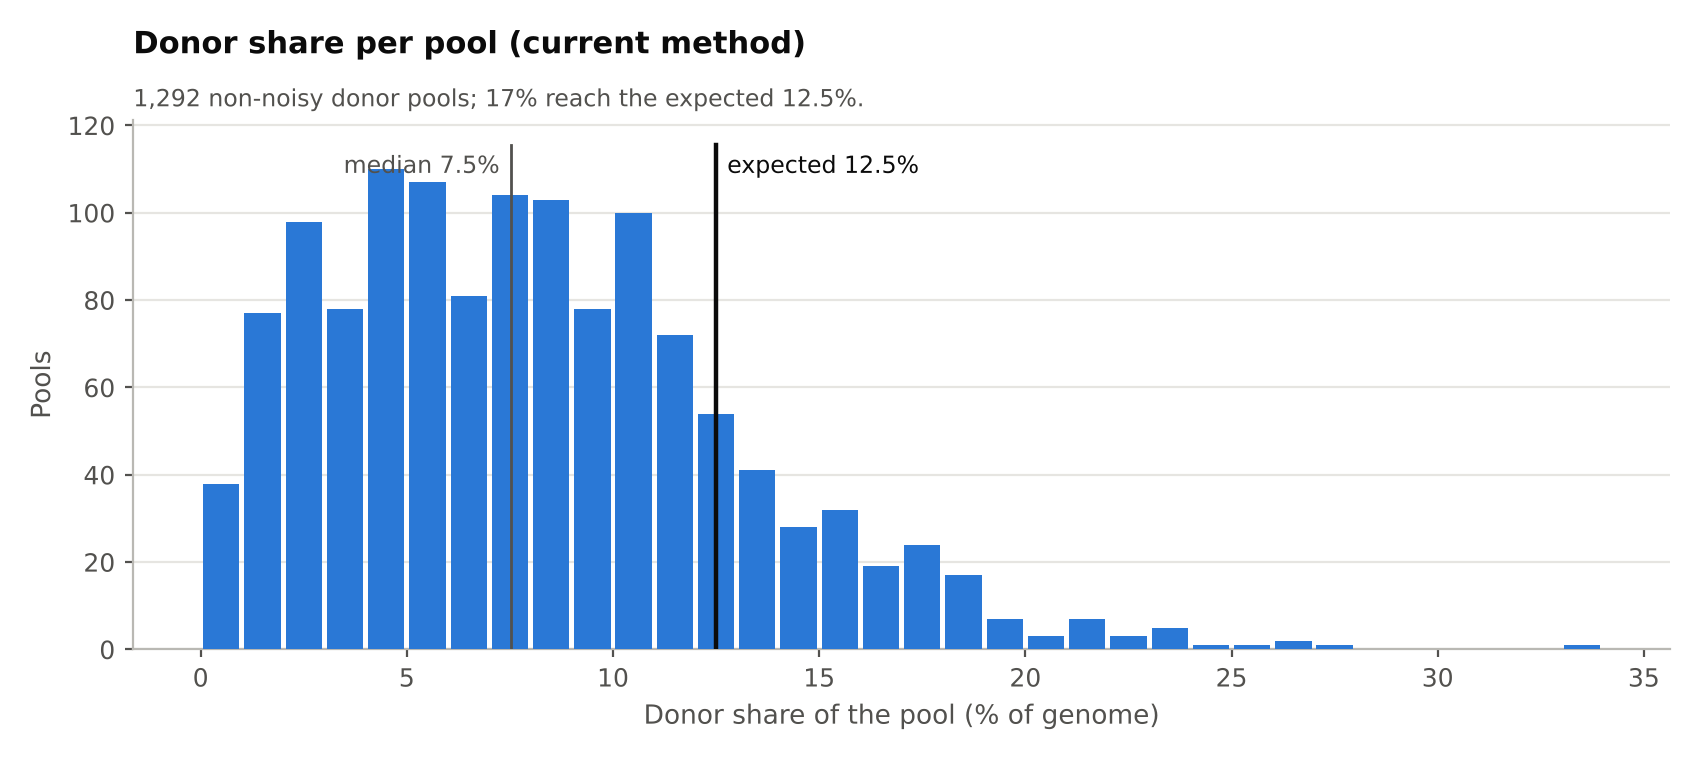 Donor share per pool (current method)
1,292 non-noisy donor pools; 17% reach the expected 12.5%.
120
100
80
60
40
20
0
Pools
median 7.5%
expected 12.5%
0 5 10 15 20 25 30 35
Donor share of the pool (% of genome)